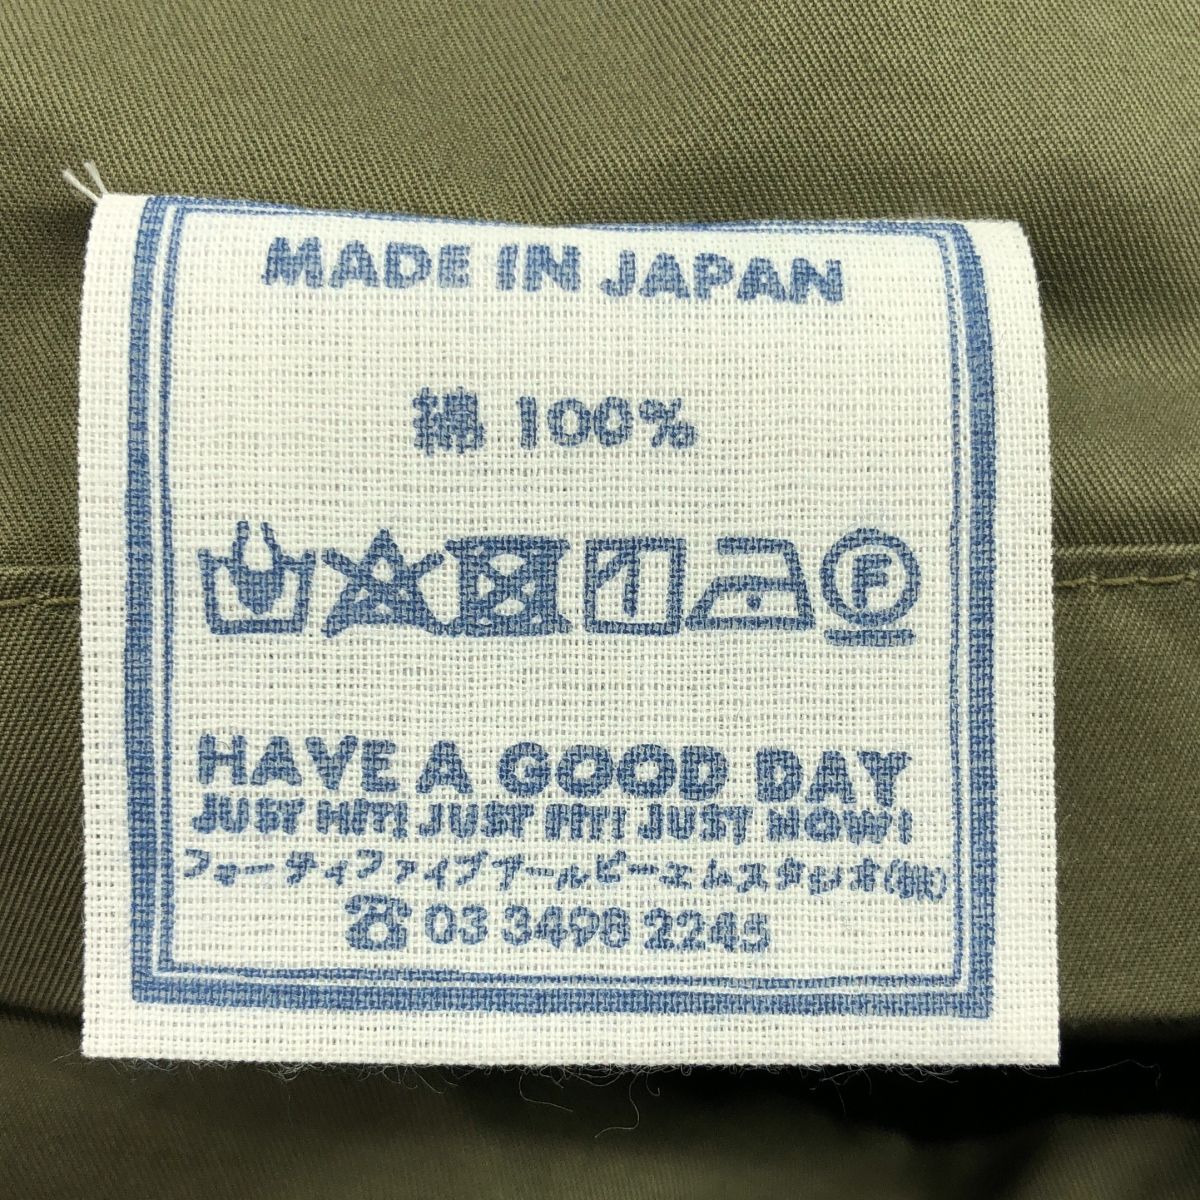 MADE IN JAPAN
綿 100%
F
HAVE A GOOD DAY
JUST HIT! JUST FIT! JUST NOW!
フォーティファイブアールピーエムスタジオ(株)
☎ 03 3498 2245